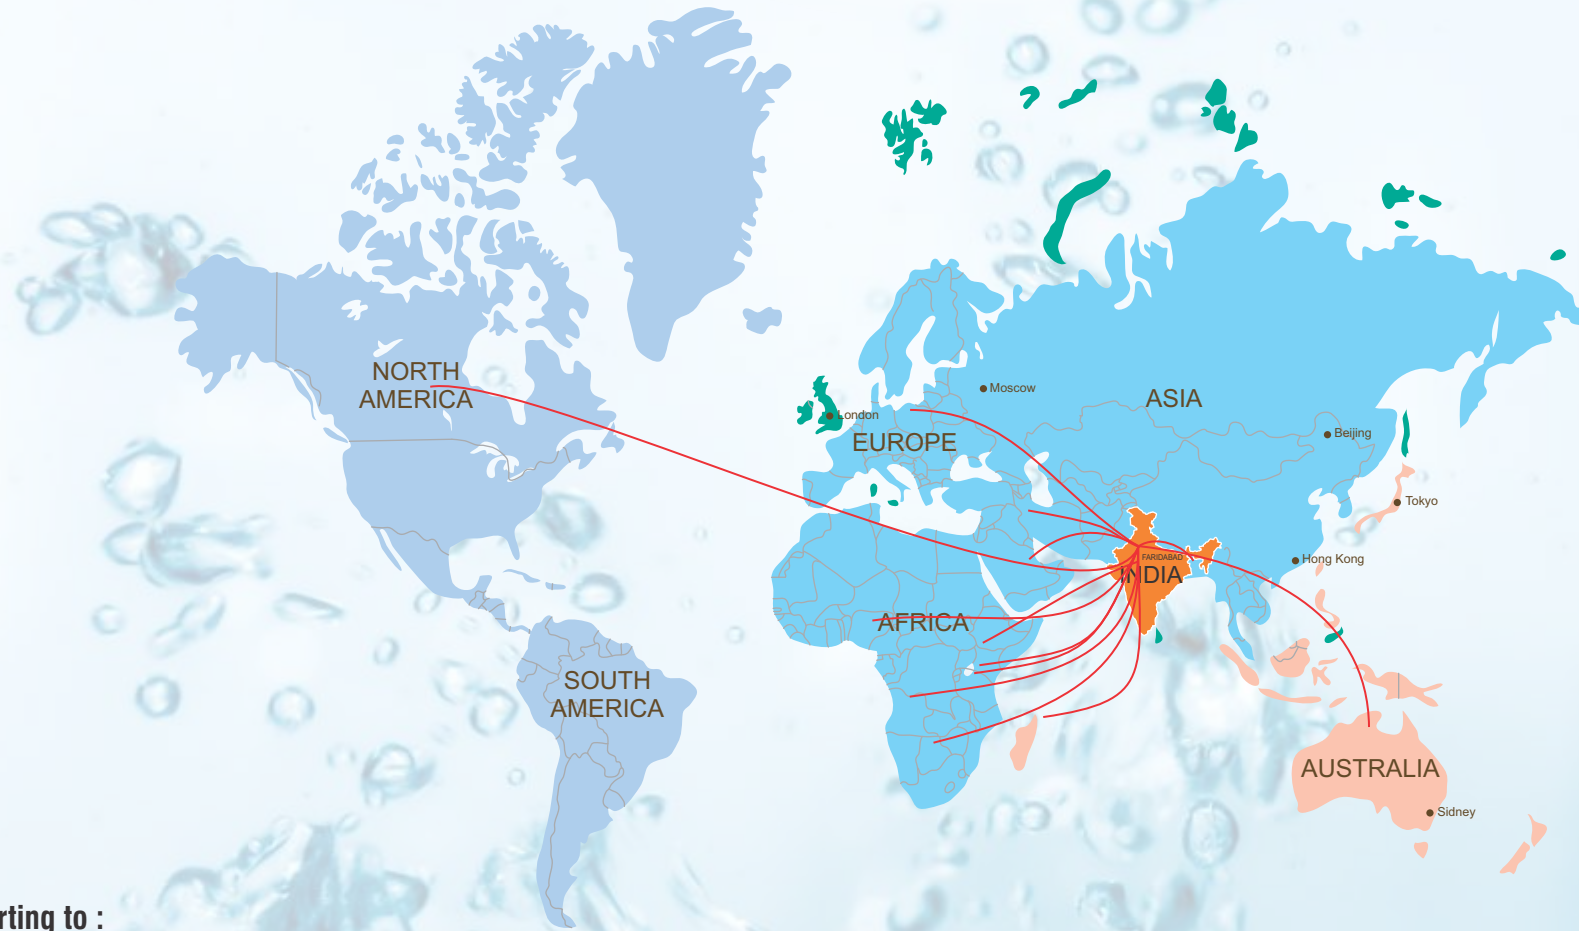 NORTH
AMERICA
Moscow
ASIA
London
EUROPE
Beijing
Tokyo
FARIDABAD
INDIA
Hong Kong
AFRICA
SOUTH
AMERICA
AUSTRALIA
Sidney
rting to :